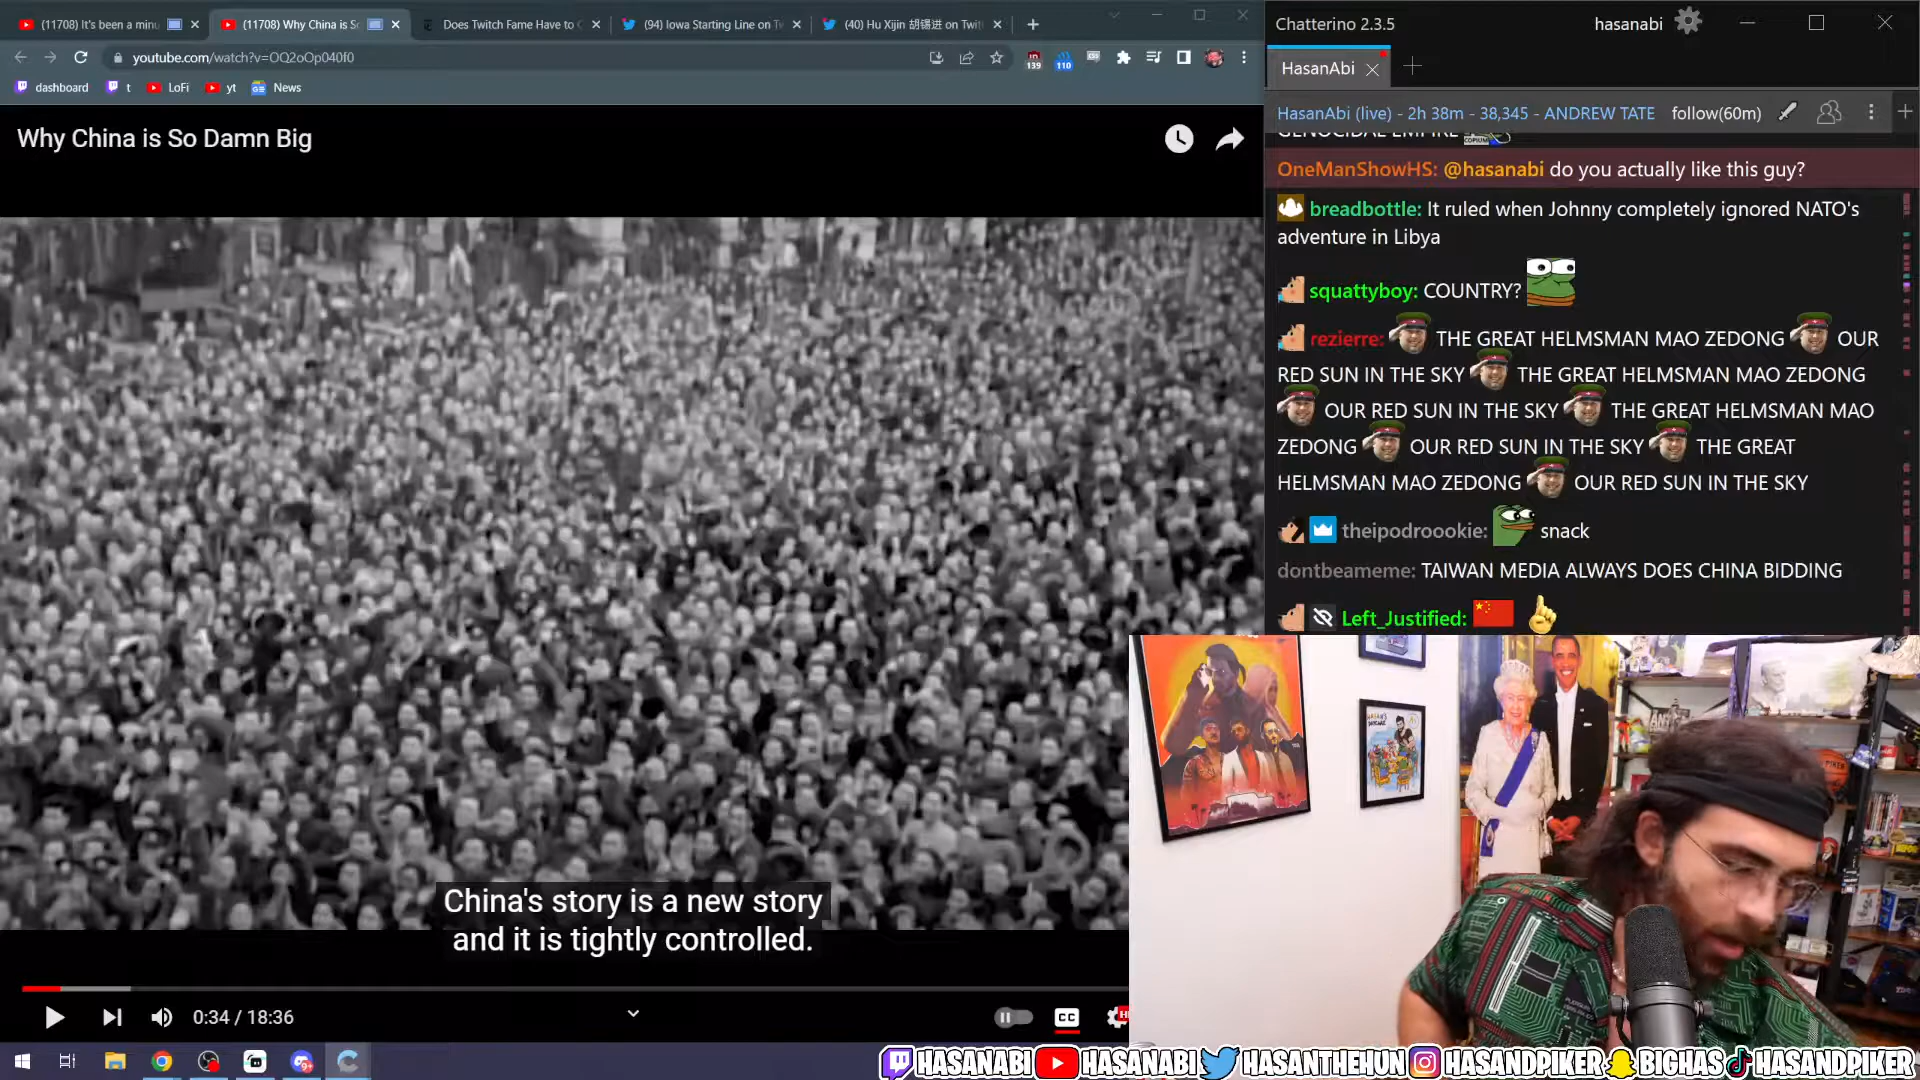 (11708) It's been a minu
(11708) Why China is So
Does Twitch Fame Have to C
(94) Iowa Starting Line on Tw
(40) Hu Xijin 胡锡进 on Twit
youtube.com/watch?v=OQ2oOp040f0
139
110
dashboard
t
LoFi
yt
News
Why China is So Damn Big
China's story is a new story
and it is tightly controlled.
0:34 / 18:36
CC
Chatterino 2.3.5
hasanabi
HasanAbi
HasanAbi (live) - 2h 38m - 38,345 - ANDREW TATE
follow(60m)
GENOCIDAL EMPIRE
OneManShowHS: @hasanabi do you actually like this guy?
breadbottle: It ruled when Johnny completely ignored NATO's
adventure in Libya
squattyboy: COUNTRY?
rezierre: THE GREAT HELMSMAN MAO ZEDONG OUR
RED SUN IN THE SKY THE GREAT HELMSMAN MAO ZEDONG
OUR RED SUN IN THE SKY THE GREAT HELMSMAN MAO
ZEDONG OUR RED SUN IN THE SKY THE GREAT
HELMSMAN MAO ZEDONG OUR RED SUN IN THE SKY
theipodroookie: snack
dontbeameme: TAIWAN MEDIA ALWAYS DOES CHINA BIDDING
Left_Justified:
HASANABI HASANABI HASANTHEHUN HASANDPIKER BIGHAS HASANDPIKER